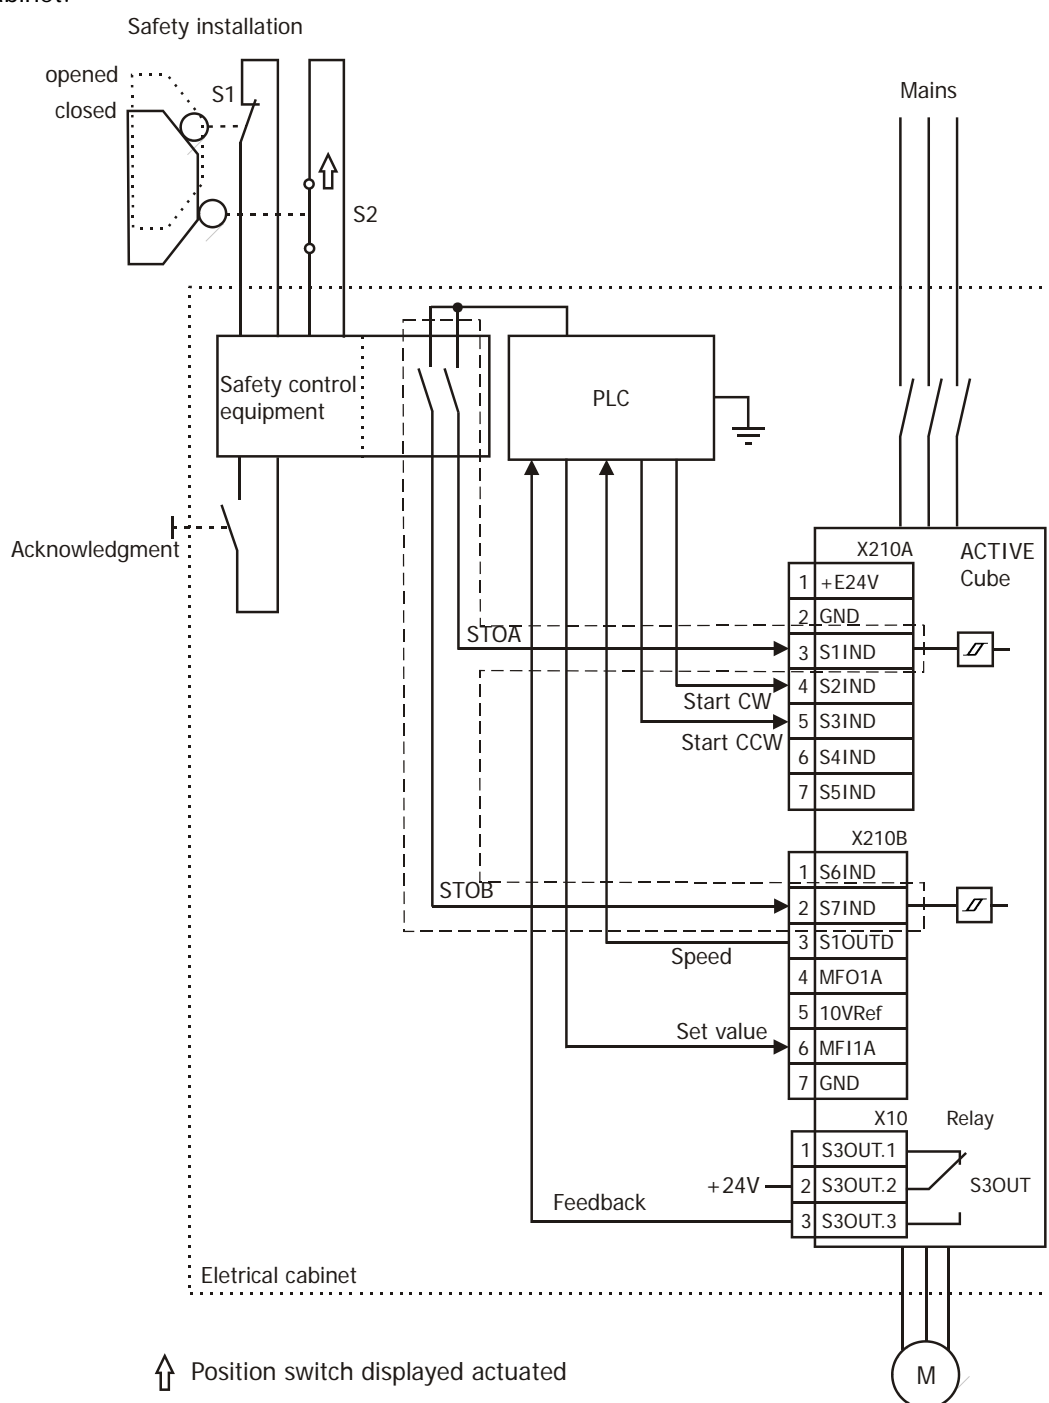 Safety installation
opened
closed
S1
S2
Mains
Safety control
equipment
PLC
Acknowledgment
X210A
ACTIVE
Cube
1 +E24V
2 GND
STOA
3 S1IND
4 S2IND
Start CW
5 S3IND
Start CCW
6 S4IND
7 S5IND
X210B
1 S6IND
STOB
2 S7IND
3 S1OUTD
Speed
4 MFO1A
5 10VRef
Set value
6 MFI1A
7 GND
X10
Relay
1 S3OUT.1
+24V
2 S3OUT.2
S3OUT
Feedback
3 S3OUT.3
Eletrical cabinet
Position switch displayed actuated
M